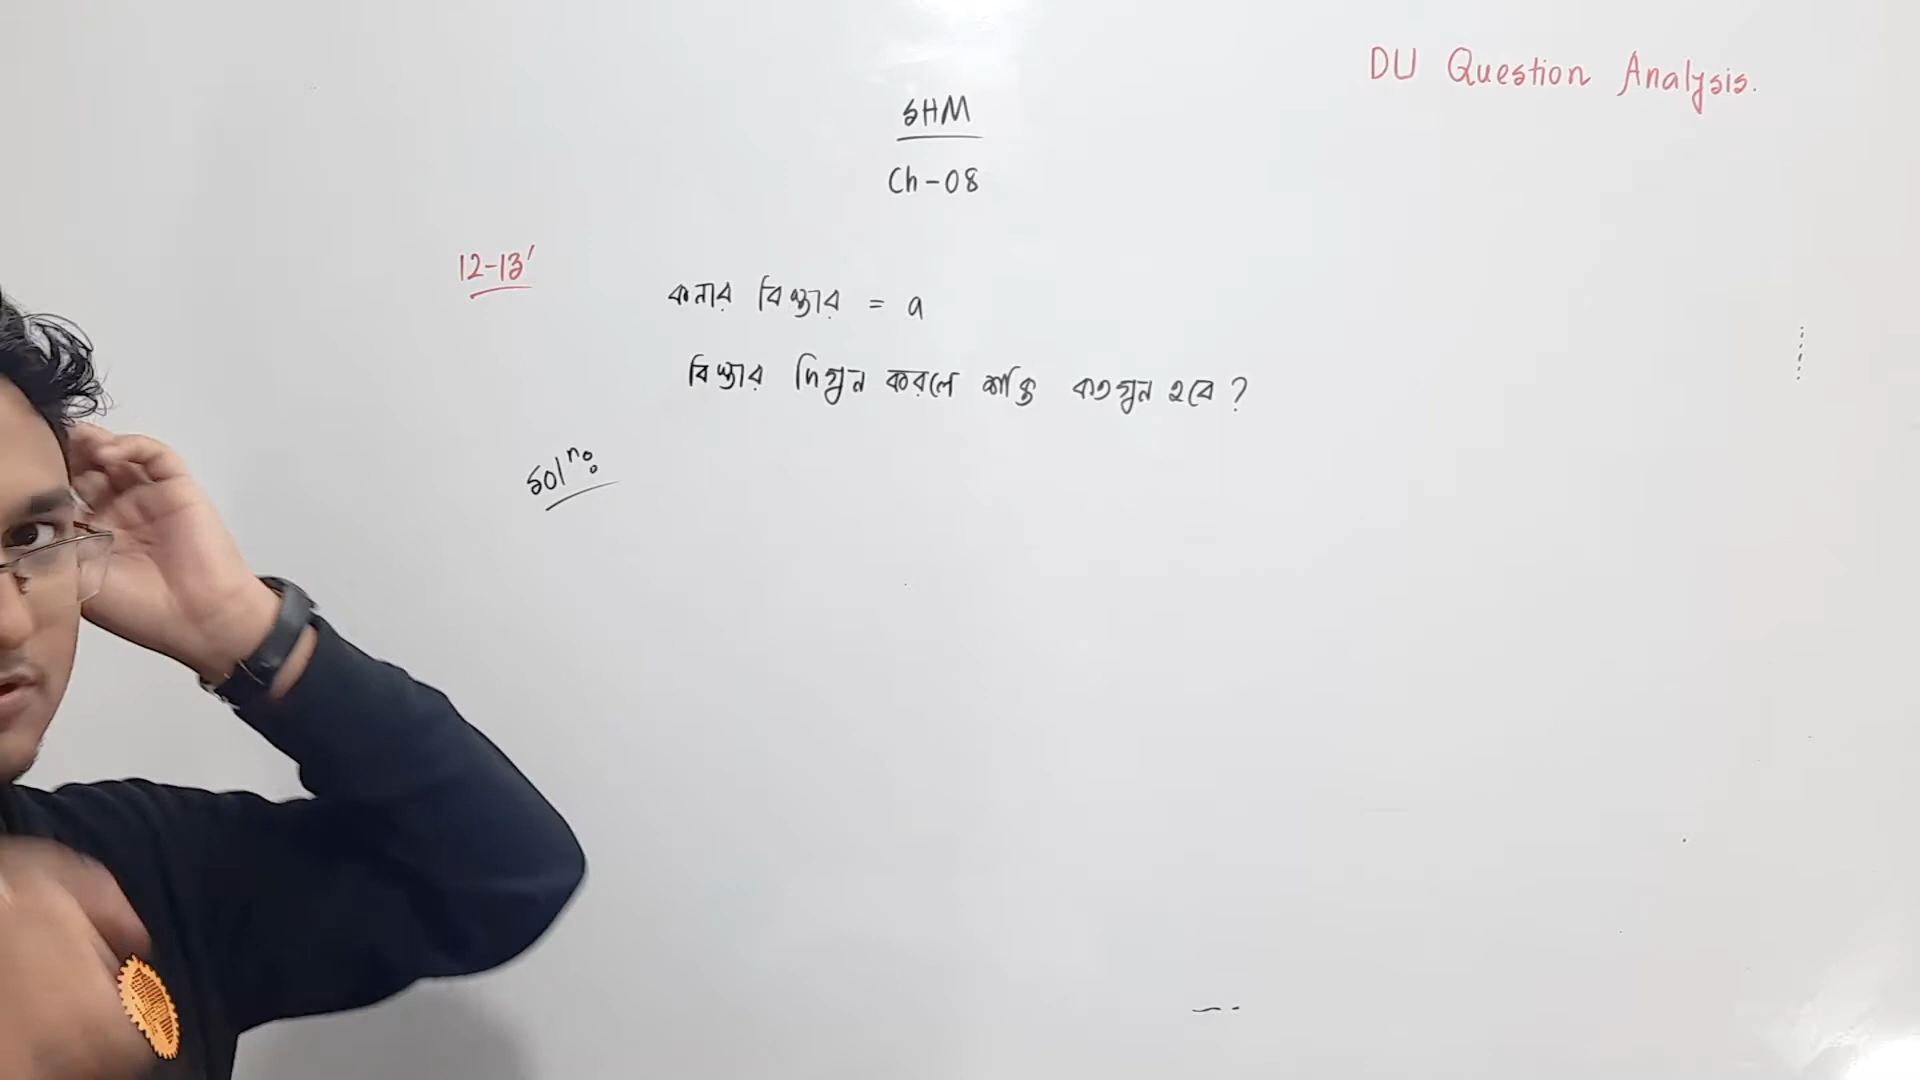 DU Question Analysis.
SHM
Ch-08
12-13'
কনার বিস্তার = a
বিস্তার দিগুন করলে শক্তি কতগুন হবে ?
Solⁿ: